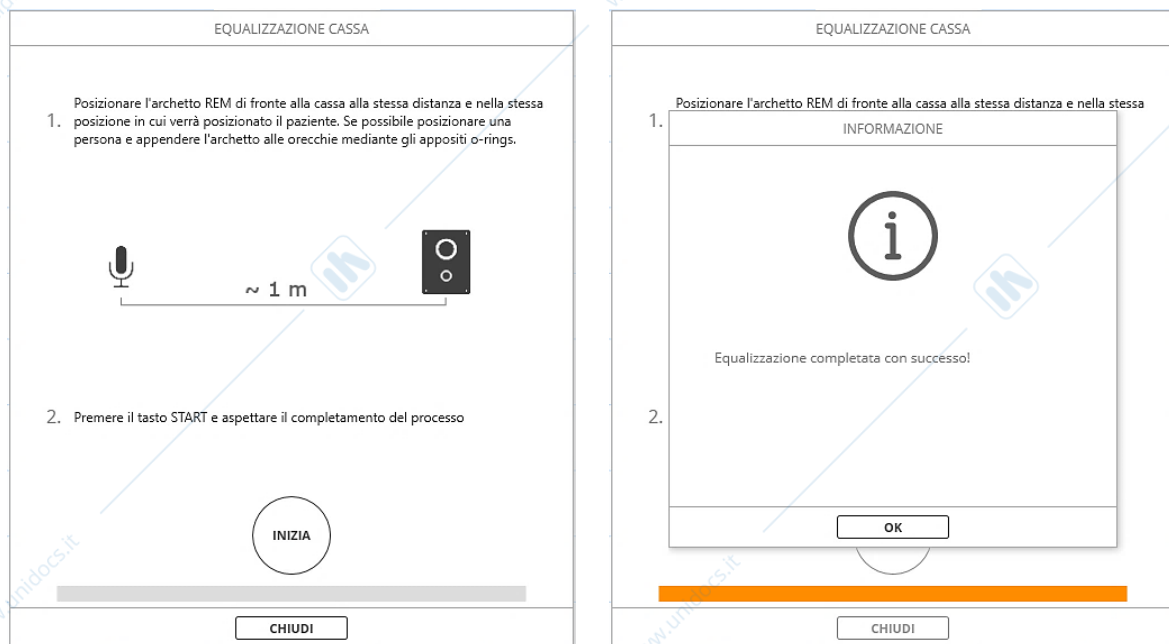 EQUALIZZAZIONE CASSA
1. Posizionare l'archetto REM di fronte alla cassa alla stessa distanza e nella stessa
posizione in cui verrà posizionato il paziente. Se possibile posizionare una
persona e appendere l'archetto alle orecchie mediante gli appositi o-rings.
~ 1 m
2. Premere il tasto START e aspettare il completamento del processo
INIZIA
CHIUDI
EQUALIZZAZIONE CASSA
Posizionare l'archetto REM di fronte alla cassa alla stessa distanza e nella stessa
1.
INFORMAZIONE
i
Equalizzazione completata con successo!
2.
OK
CHIUDI
www.unidocs.it